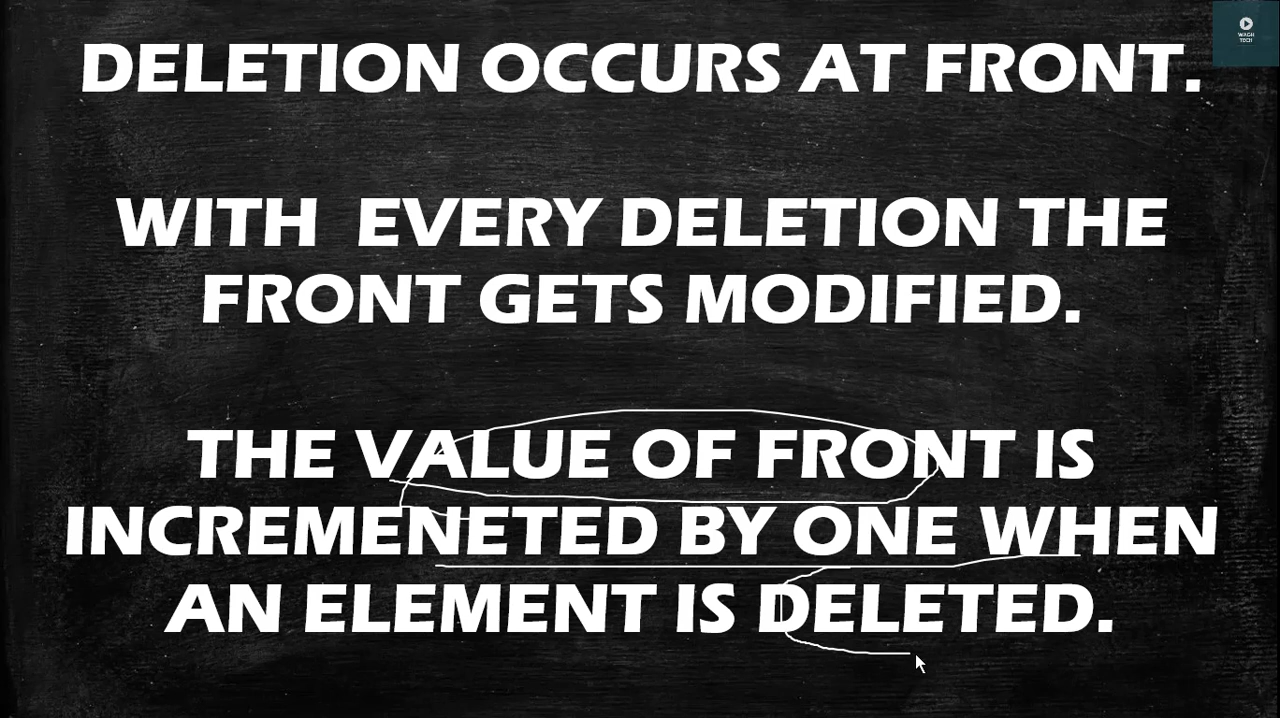 DELETION OCCURS AT FRONT.
WITH EVERY DELETION THE
FRONT GETS MODIFIED.
THE VALUE OF FRONT IS
INCREMENETED BY ONE WHEN
AN ELEMENT IS DELETED.